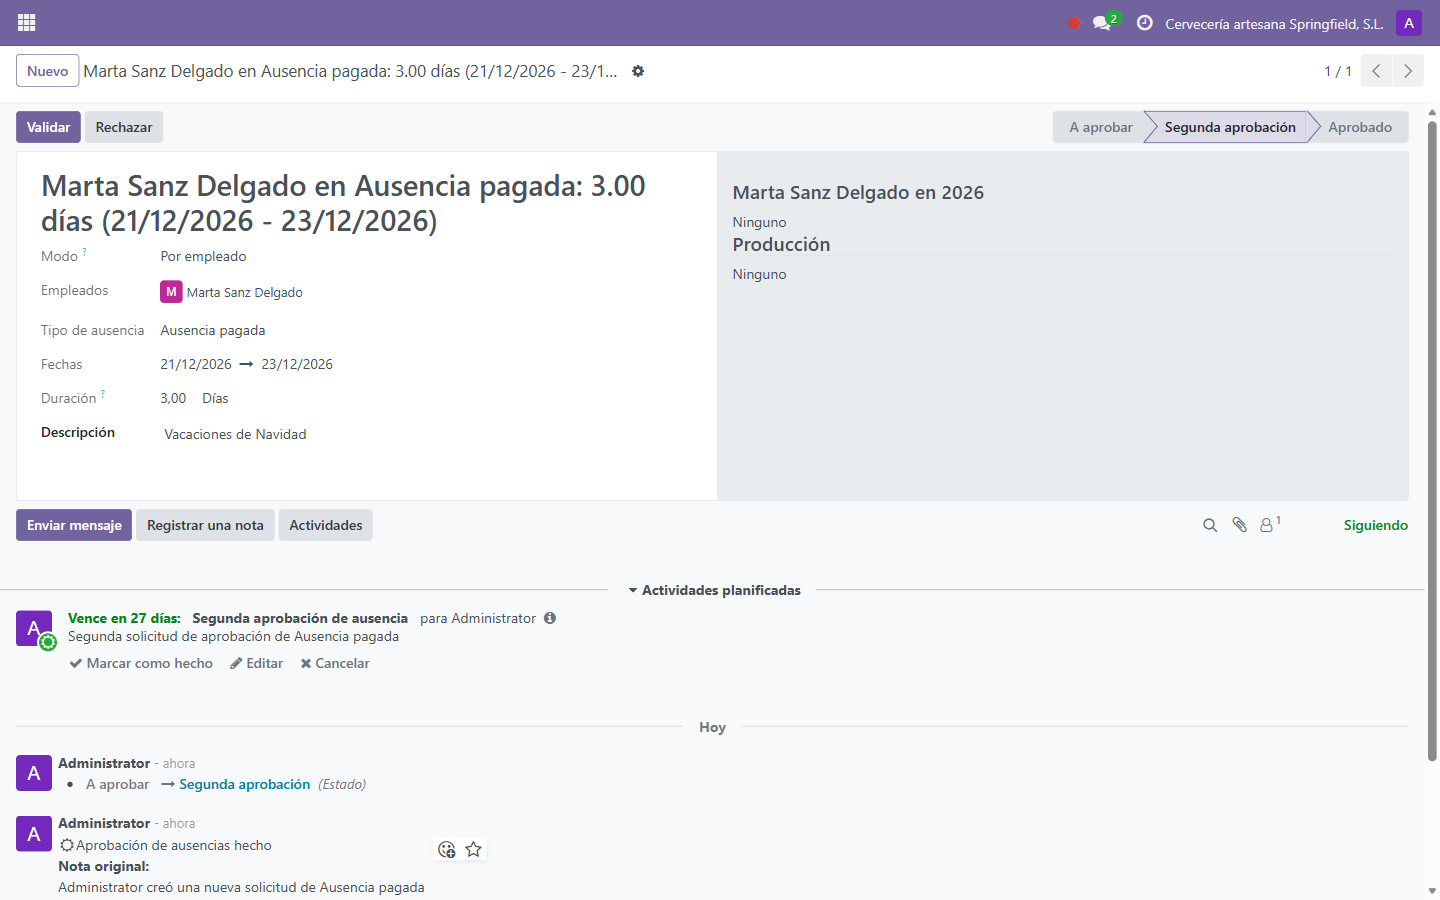 2
Cervecería artesana Springfield, S.L.
A
Nuevo
Marta Sanz Delgado en Ausencia pagada: 3.00 días (21/12/2026 - 23/1...
1 / 1
Validar
Rechazar
A aprobar
Segunda aprobación
Aprobado
Marta Sanz Delgado en Ausencia pagada: 3.00
días (21/12/2026 - 23/12/2026)
Modo ?
Por empleado
Empleados
M Marta Sanz Delgado
Tipo de ausencia
Ausencia pagada
Fechas
21/12/2026 → 23/12/2026
Duración ?
3,00 Días
Descripción
Vacaciones de Navidad
Marta Sanz Delgado en 2026
Ninguno
Producción
Ninguno
Enviar mensaje
Registrar una nota
Actividades
1
Siguiendo
Actividades planificadas
A
Vence en 27 días: Segunda aprobación de ausencia para Administrator
Segunda solicitud de aprobación de Ausencia pagada
Marcar como hecho
Editar
Cancelar
Hoy
A
Administrator - ahora
• A aprobar → Segunda aprobación (Estado)
A
Administrator - ahora
Aprobación de ausencias hecho
Nota original:
Administrator creó una nueva solicitud de Ausencia pagada